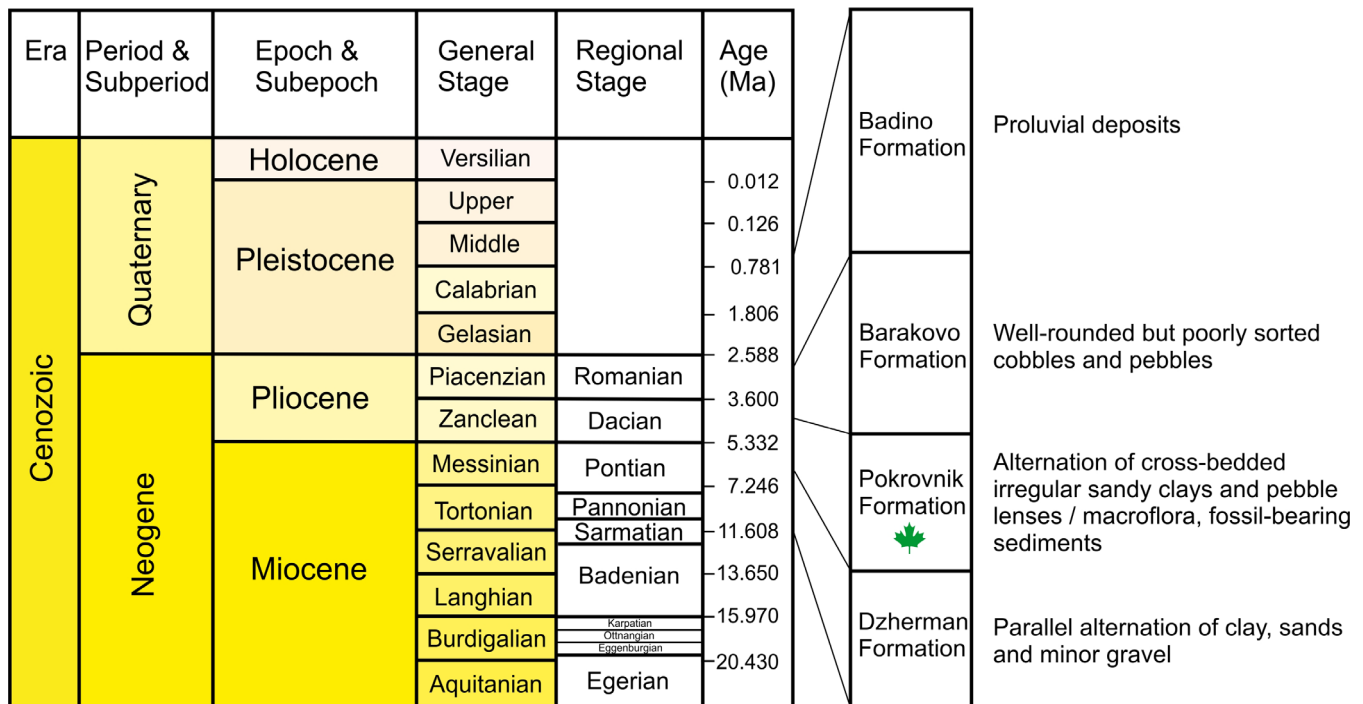 Era
Period &
Subperiod
Epoch &
Subepoch
General
Stage
Regional
Stage
Age
(Ma)
Cenozoic
Quaternary
Neogene
Holocene
Pleistocene
Pliocene
Miocene
Versilian
Upper
Middle
Calabrian
Gelasian
Piacenzian
Zanclean
Messinian
Tortonian
Serravalian
Langhian
Burdigalian
Aquitanian
Romanian
Dacian
Pontian
Pannonian
Sarmatian
Badenian
Karpatian
Ottnangian
Eggenburgian
Egerian
0.012
0.126
0.781
1.806
2.588
3.600
5.332
7.246
11.608
13.650
15.970
20.430
Badino
Formation
Proluvial deposits
Barakovo
Formation
Well-rounded but poorly sorted
cobbles and pebbles
Pokrovnik
Formation
Alternation of cross-bedded
irregular sandy clays and pebble
lenses / macroflora, fossil-bearing
sediments
Dzherman
Formation
Parallel alternation of clay, sands
and minor gravel